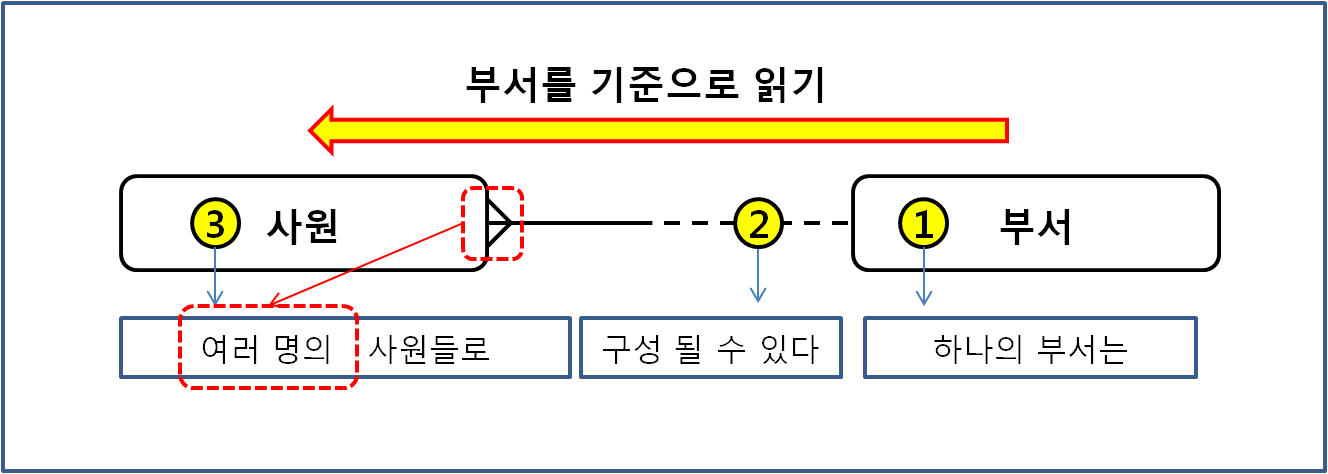 부서를 기준으로 읽기
3 사원 2 1 부서
여러 명의 사원들로 구성 될 수 있다 하나의 부서는